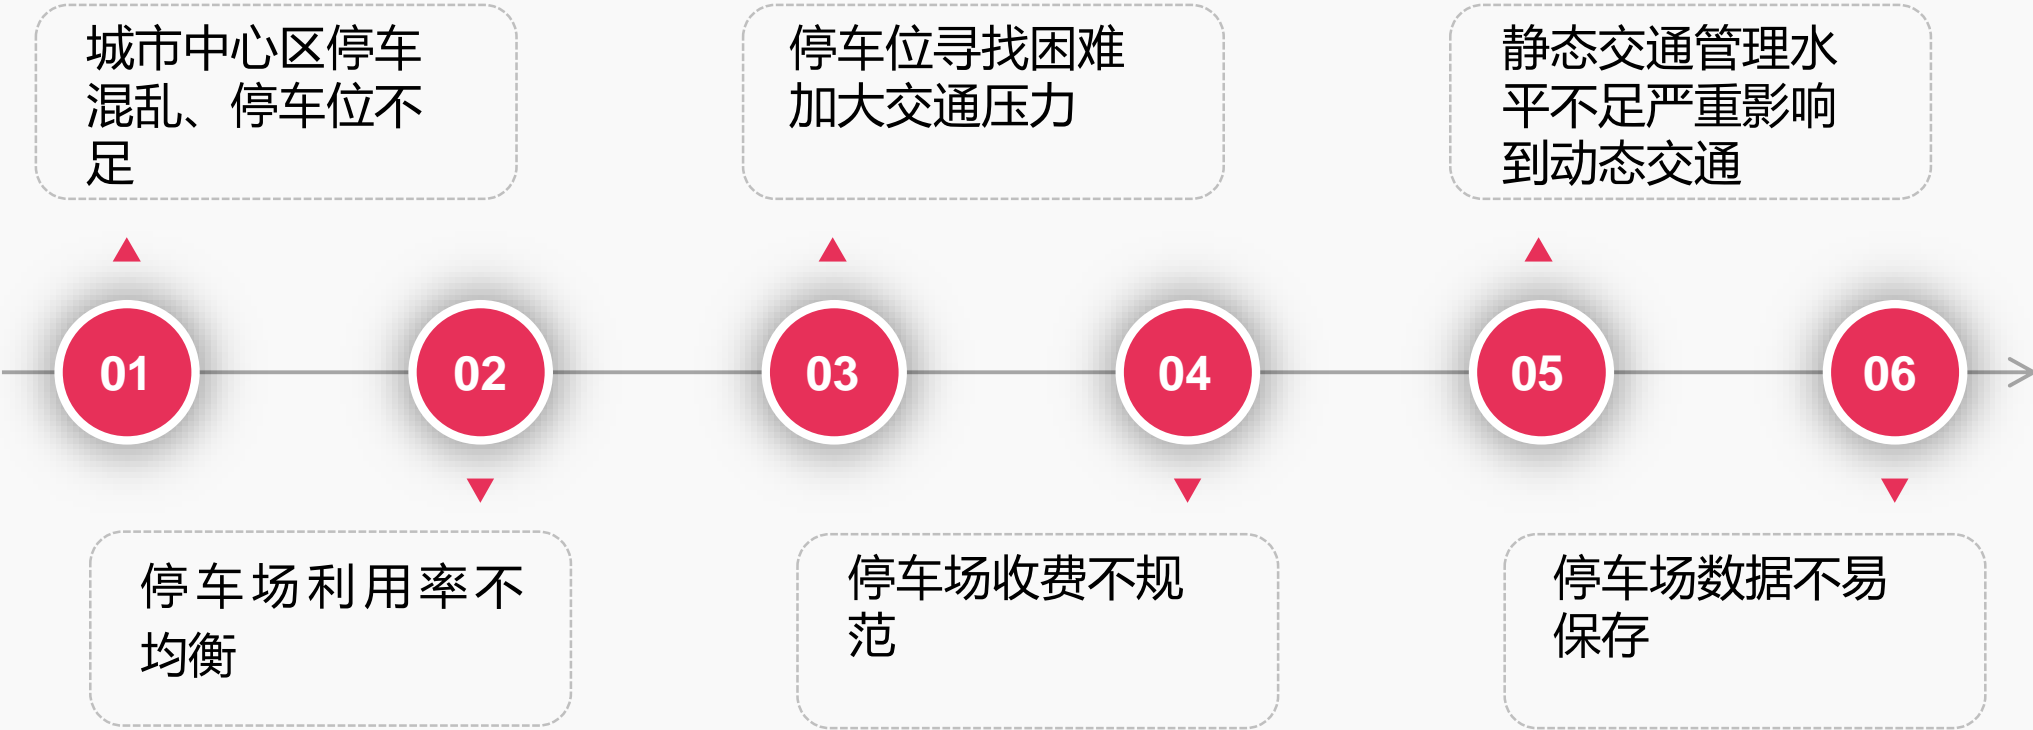 城市中心区停车
混乱、停车位不
足
停车位寻找困难
加大交通压力
静态交通管理水
平不足严重影响
到动态交通
01
02
03
04
05
06
停车场利用率不
均衡
停车场收费不规
范
停车场数据不易
保存